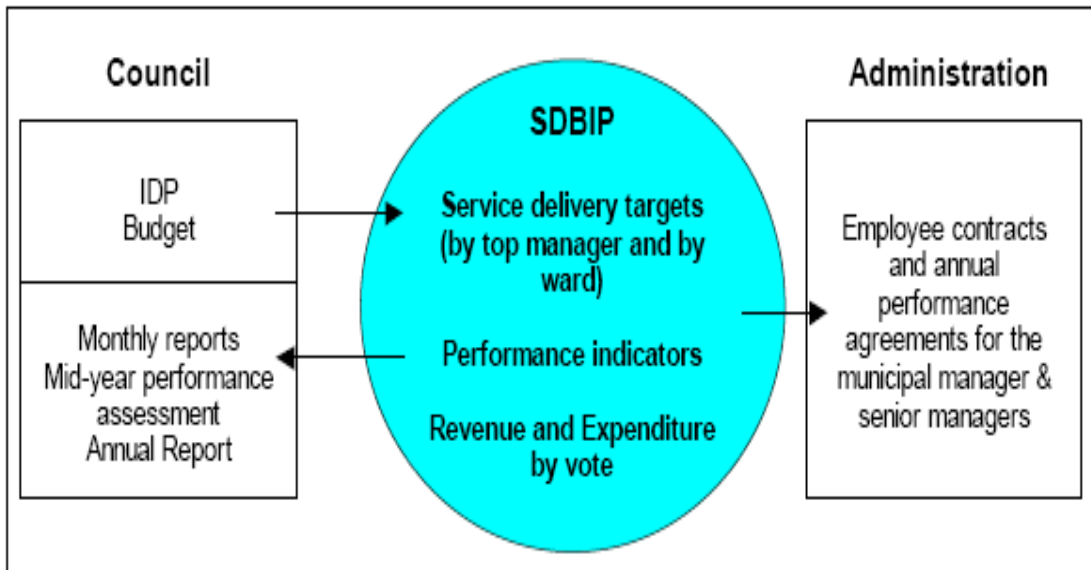 Council
IDP
Budget
Monthly reports
Mid-year performance
assessment
Annual Report
SDBIP
Service delivery targets
(by top manager and by
ward)
Performance indicators
Revenue and Expenditure
by vote
Administration
Employee contracts
and annual
performance
agreements for the
municipal manager &
senior managers